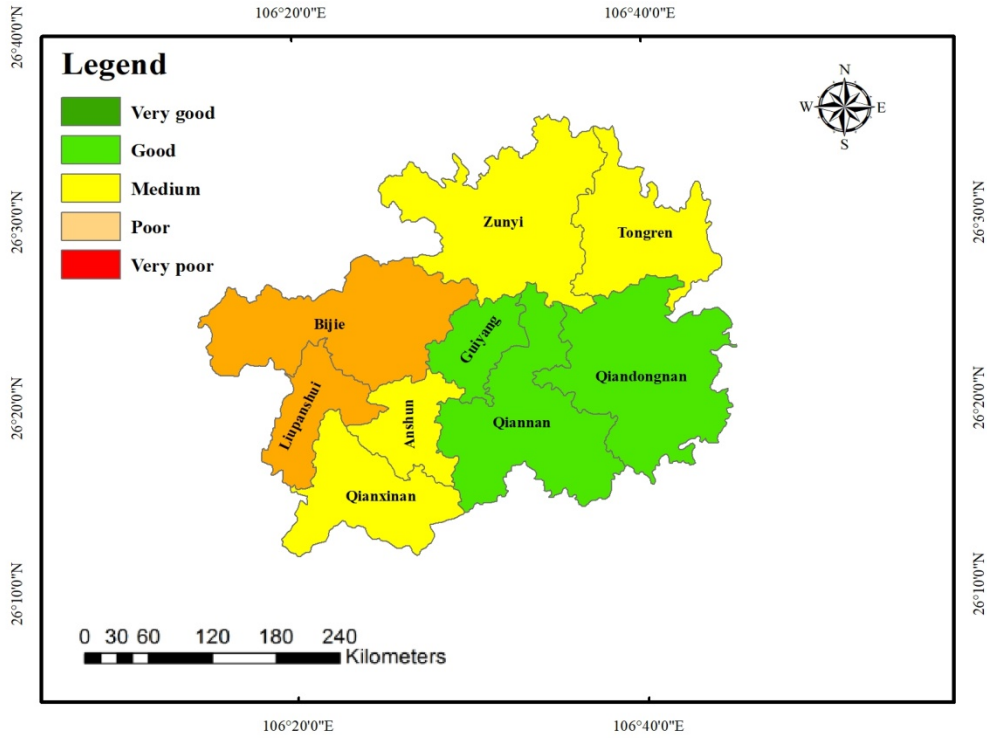 106°20'0"E 106°40'0"E
26°40'0"N
Legend
Very good
Good
Medium
Poor
Very poor
N
W E
S
26°30'0"N 26°30'0"N
Zunyi
Tongren
Bijie
Guiyang
Qiandongnan
26°20'0"N 26°20'0"N
Liupanshui
Anshun
Qiannan
Qianxinan
26°10'0"N 26°10'0"N
0 30 60 120 180 240
Kilometers
106°20'0"E 106°40'0"E